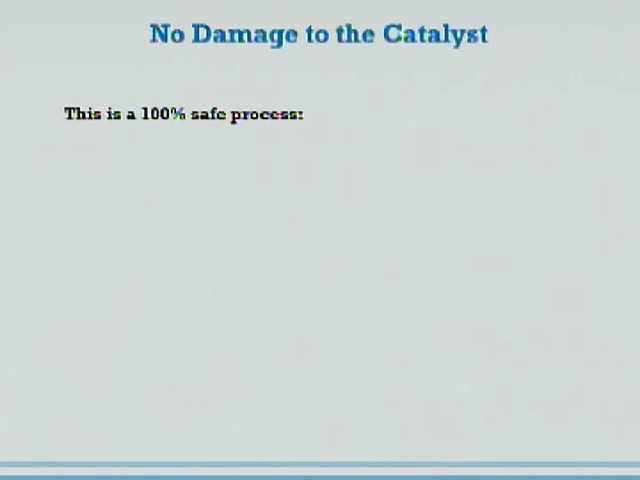 No Damage to the Catalyst
This is a 100% safe process: